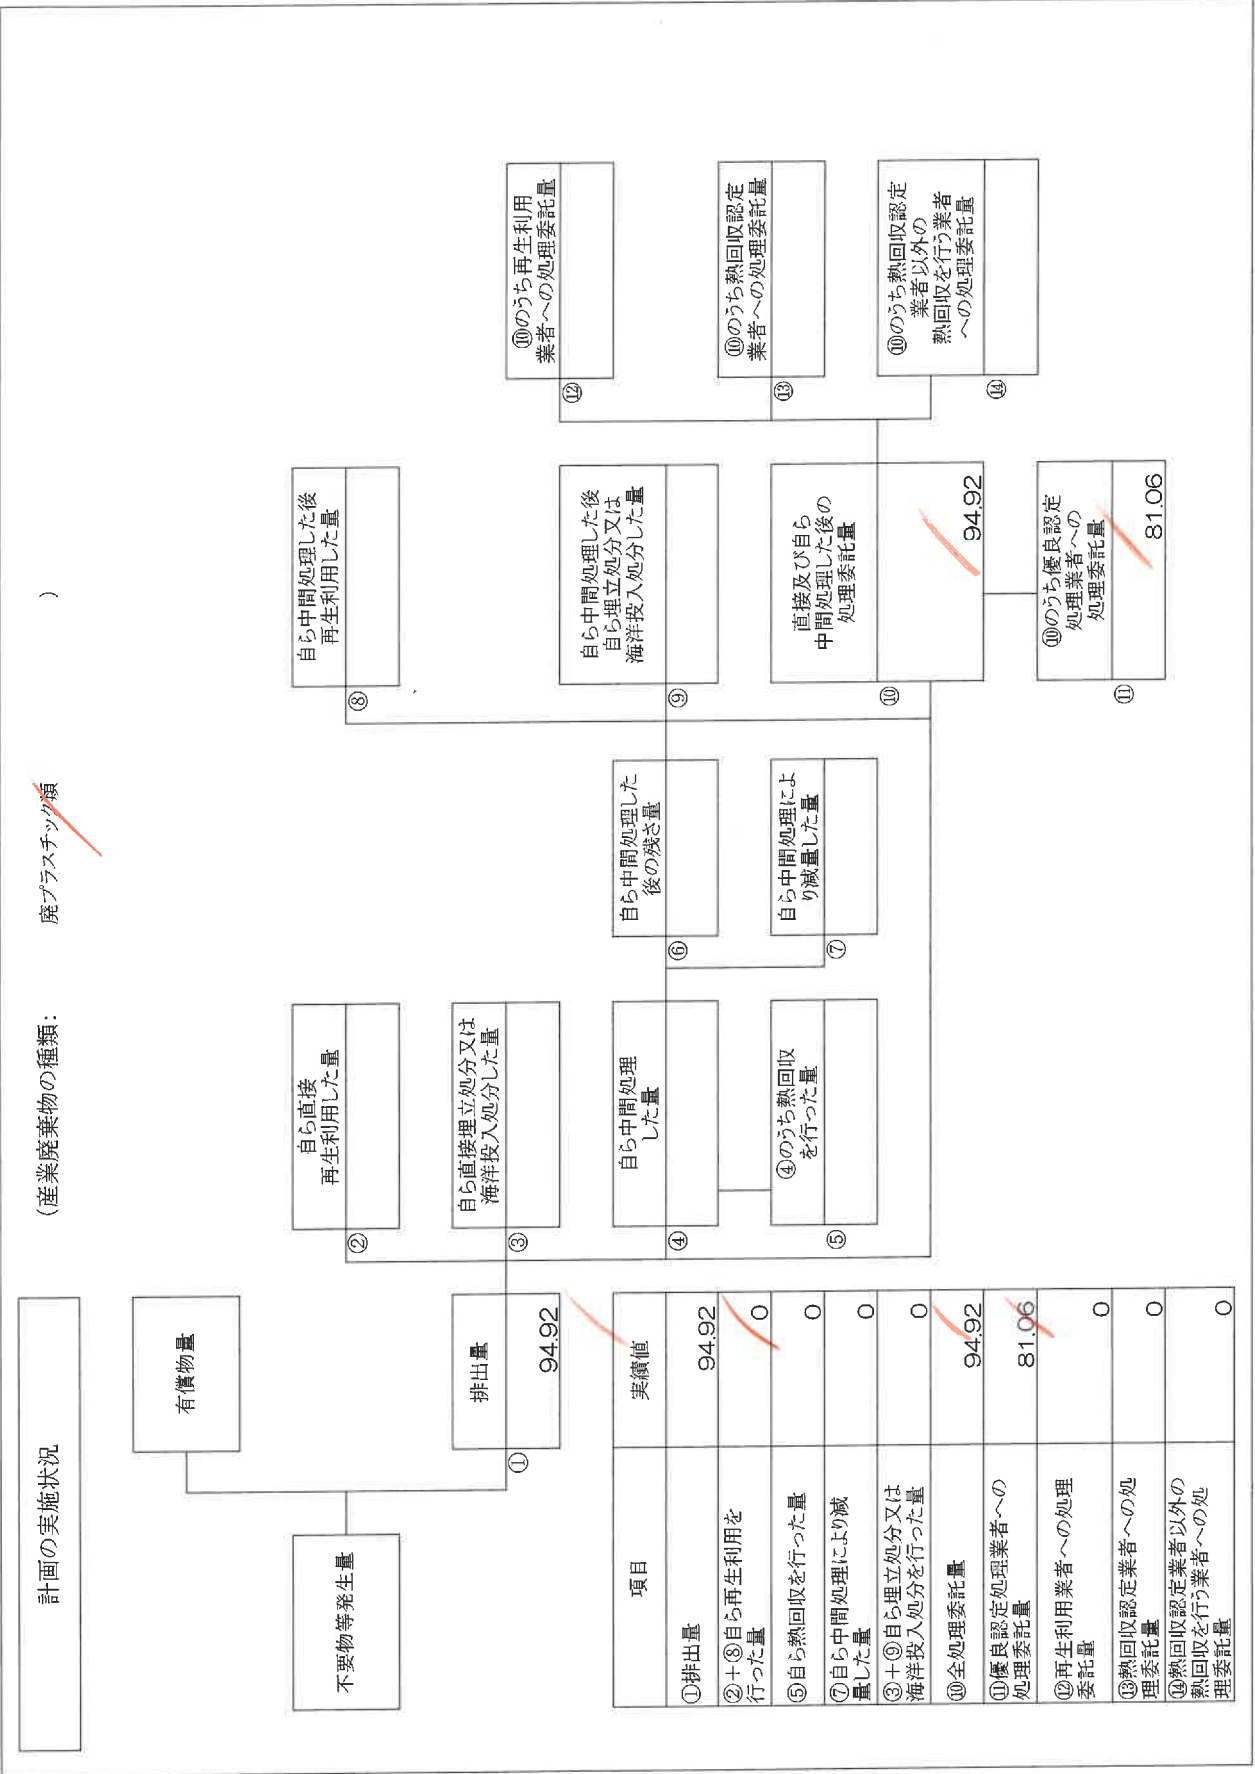 計画の実施状況
(産業廃棄物の種類: 廃プラスチック類 )
有償物量
不要物等発生量
排出量
①
94.92
自ら直接
再生利用した量
②
自ら直接埋立処分又は
海洋投入処分した量
③
自ら中間処理
した量
④
④のうち熱回収
を行った量
⑤
自ら中間処理した
後の残さ量
⑥
自ら中間処理によ
り減量した量
⑦
自ら中間処理した後
再生利用した量
⑧
自ら中間処理した後
自ら埋立処分又は
海洋投入処分した量
⑨
直接及び自ら
中間処理した後の
処理委託量
⑩
94.92
⑩のうち優良認定
処理業者への
処理委託量
⑪
81.06
⑩のうち再生利用
業者への処理委託量
⑫
⑩のうち熱回収認定
業者への処理委託量
⑬
⑩のうち熱回収認定
業者以外の
熱回収を行う業者
への処理委託量
⑭
項目 実績値
①排出量 94.92
②+⑧自ら再生利用を
行った量 0
⑤自ら熱回収を行った量 0
⑦自ら中間処理により減
量した量 0
③+⑨自ら埋立処分又は
海洋投入処分を行った量 0
⑩全処理委託量 94.92
⑪優良認定処理業者への
処理委託量 81.06
⑫再生利用業者への処理
委託量 0
⑬熱回収認定業者への処
理委託量 0
⑭熱回収認定業者以外の
熱回収を行う業者への処
理委託量 0